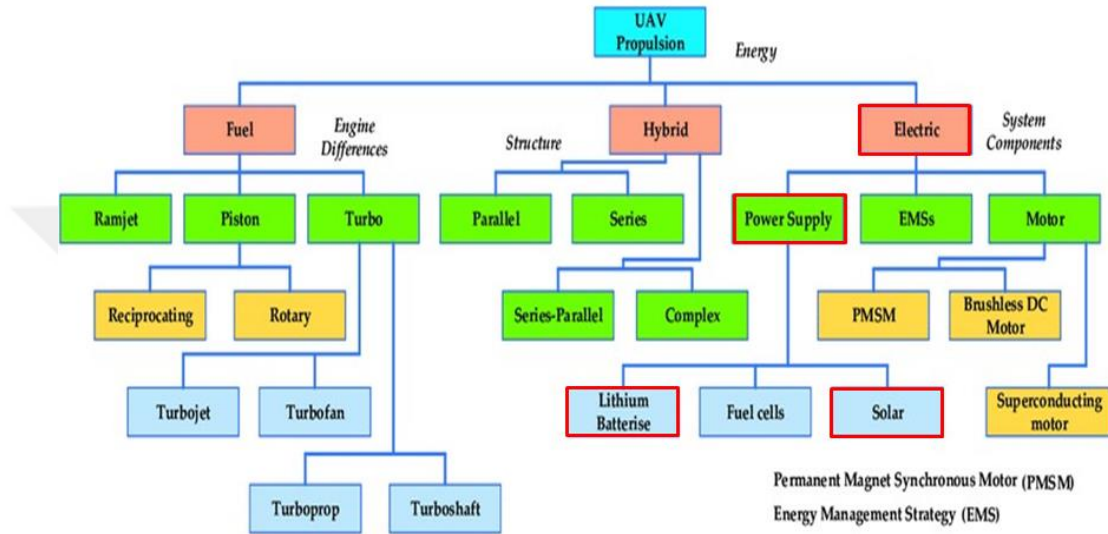 UAV
Propulsion
Energy
Fuel
Engine
Differences
Structure
Hybrid
Electric
System
Components
Ramjet
Piston
Turbo
Parallel
Series
Power Supply
EMSs
Motor
Reciprocating
Rotary
Series-Parallel
Complex
PMSM
Brushless DC
Motor
Turbojet
Turbofan
Lithium
Batterise
Fuel cells
Solar
Superconducting
motor
Turboprop
Turboshaft
Permanent Magnet Synchronous Motor (PMSM)
Energy Management Strategy (EMS)